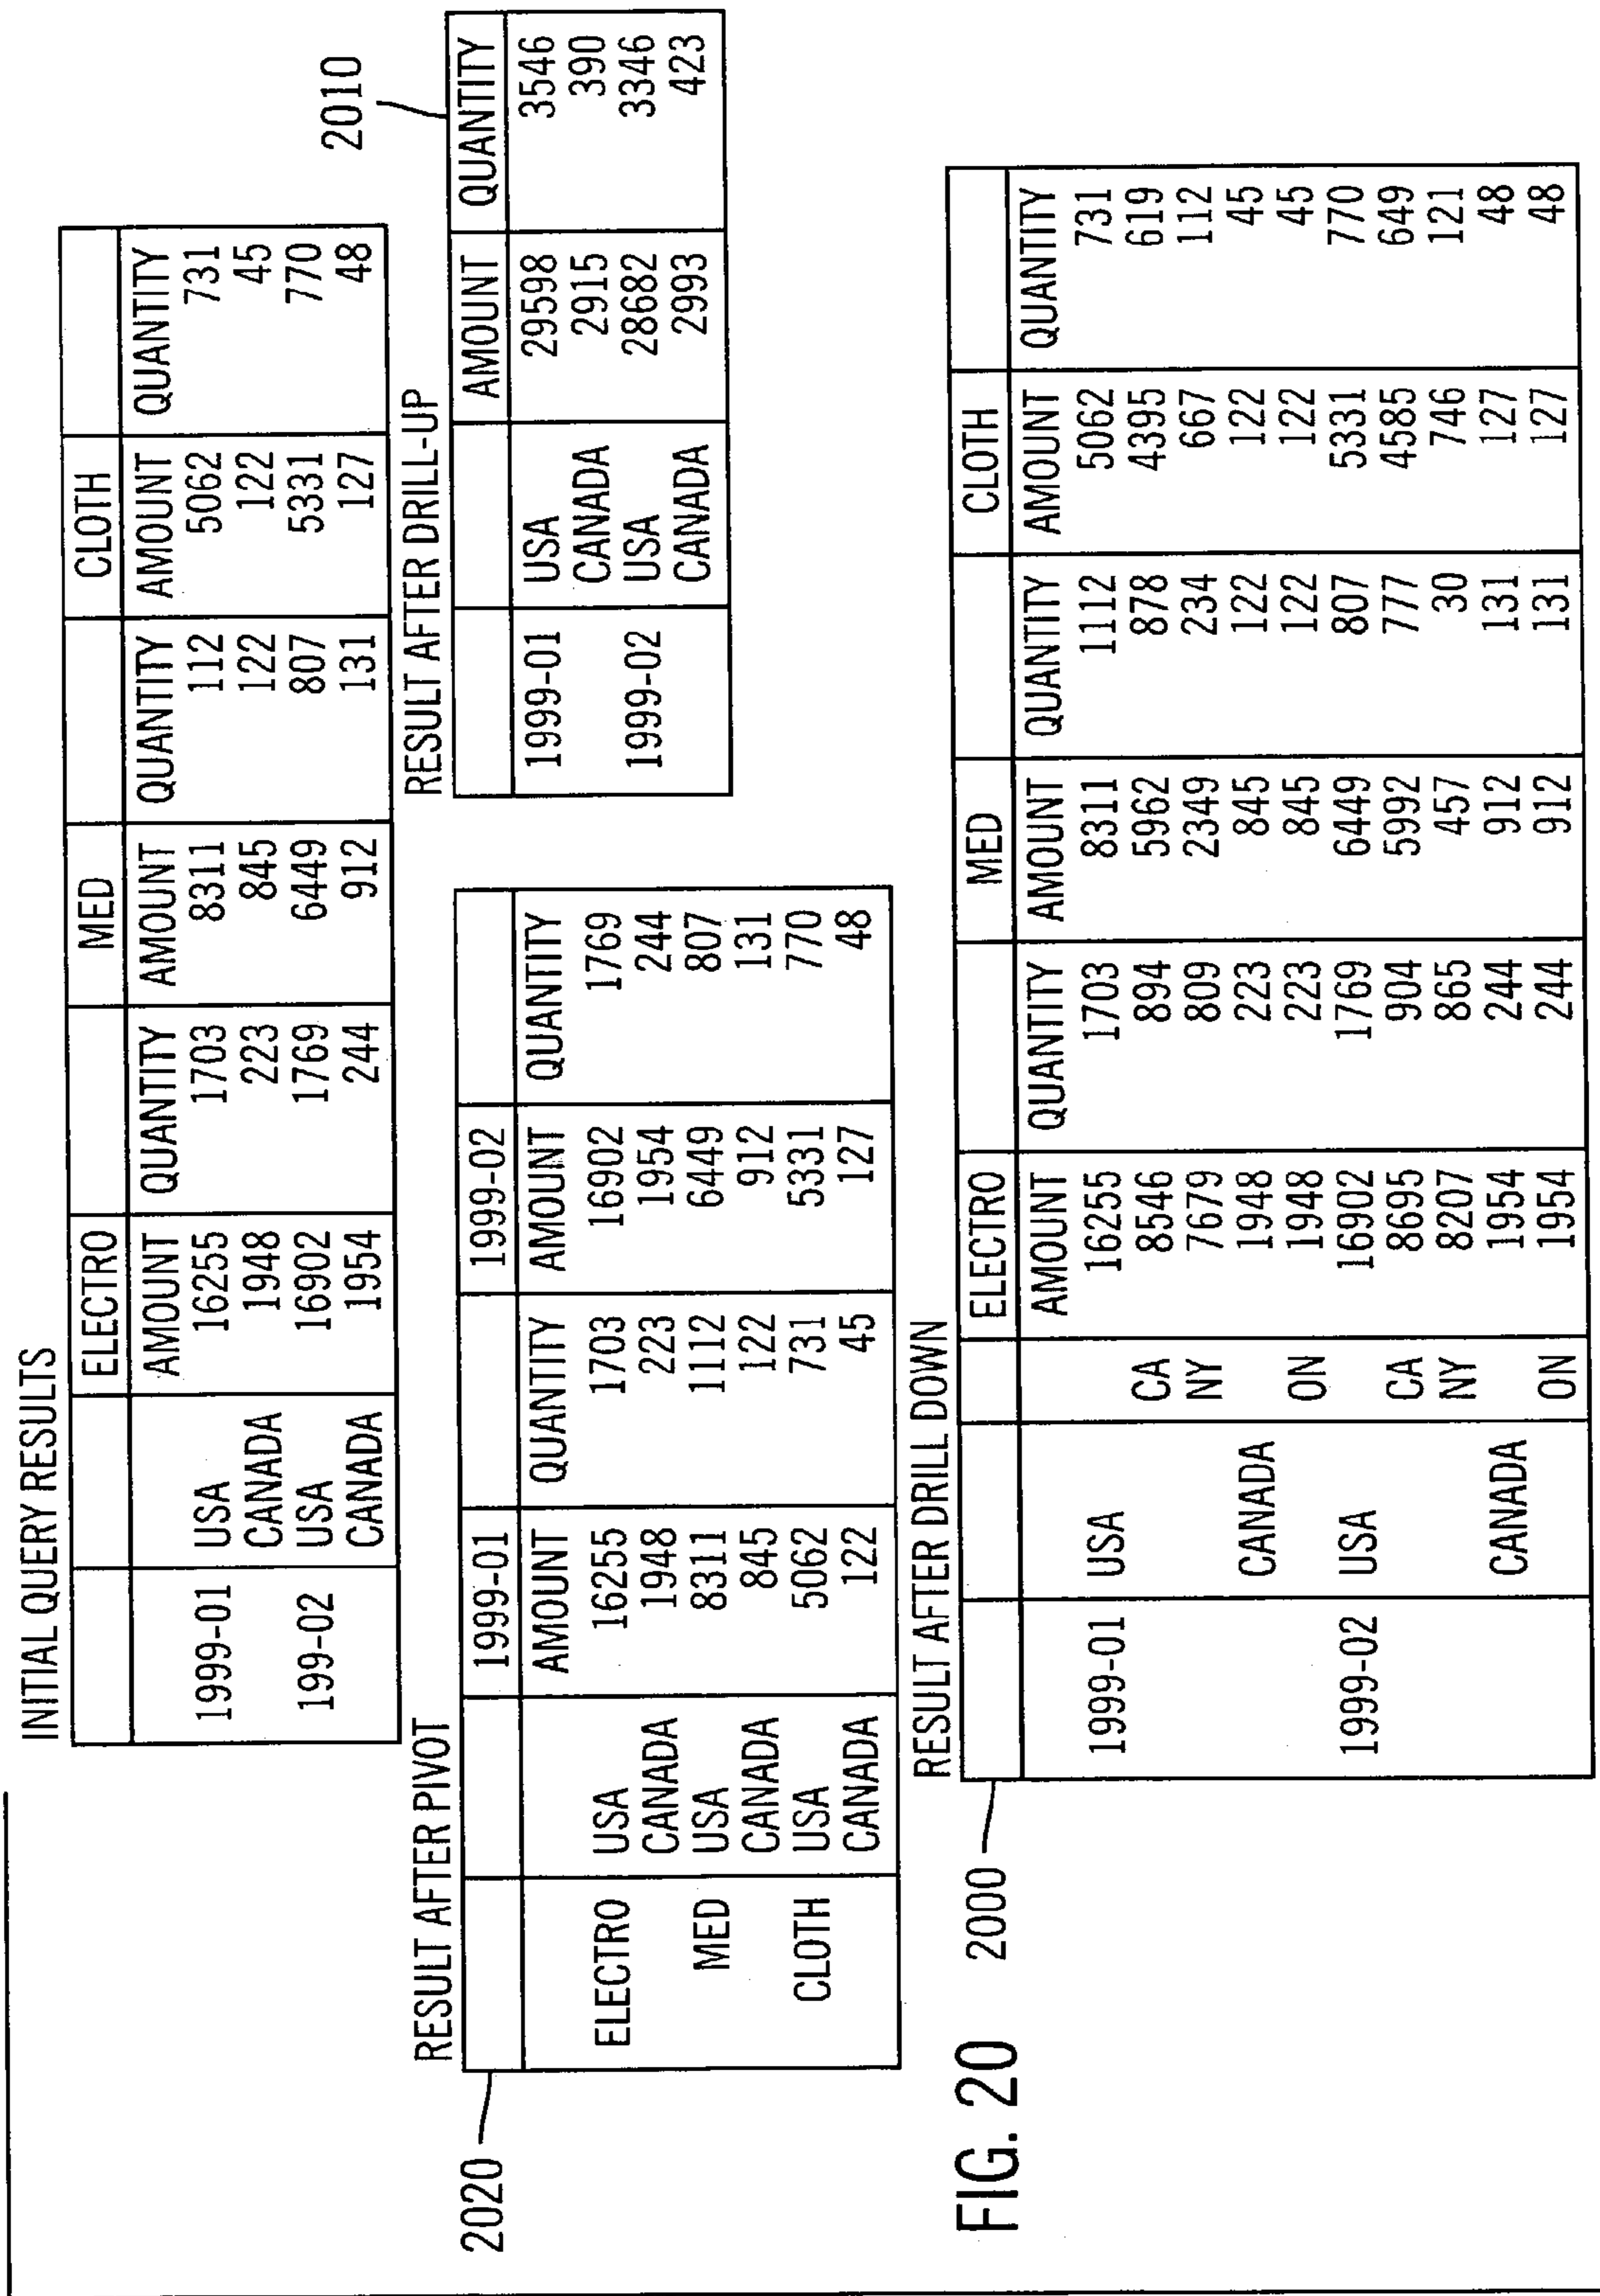 INITIAL QUERY RESULTS
ELECTRO MED CLOTH
AMOUNT QUANTITY AMOUNT QUANTITY AMOUNT QUANTITY
1999-01 USA 16255 1703 8311 112 5062 731
CANADA 1948 223 845 122 122 45
199-02 USA 16902 1769 6449 807 5331 770
CANADA 1954 244 912 131 127 48
RESULT AFTER PIVOT
1999-01 1999-02
AMOUNT QUANTITY AMOUNT QUANTITY
ELECTRO USA 16255 1703 16902 1769
CANADA 1948 223 1954 244
MED USA 8311 1112 6449 807
CANADA 845 122 912 131
CLOTH USA 5062 731 5331 770
CANADA 122 45 127 48
2020
RESULT AFTER DRILL-UP
2010
AMOUNT QUANTITY
1999-01 USA 29598 3546
CANADA 2915 390
1999-02 USA 28682 3346
CANADA 2993 423
RESULT AFTER DRILL DOWN
2000
ELECTRO MED CLOTH
AMOUNT QUANTITY AMOUNT QUANTITY AMOUNT QUANTITY
1999-01 USA 16255 1703 8311 1112 5062 731
CA 8546 894 5962 878 4395 619
NY 7679 809 2349 234 667 112
CANADA 1948 223 845 122 122 45
ON 1948 223 845 122 122 45
1999-02 USA 16902 1769 6449 807 5331 770
CA 8695 904 5992 777 4585 649
NY 8207 865 457 30 746 121
CANADA 1954 244 912 131 127 48
ON 1954 244 912 131 127 48
FIG. 20